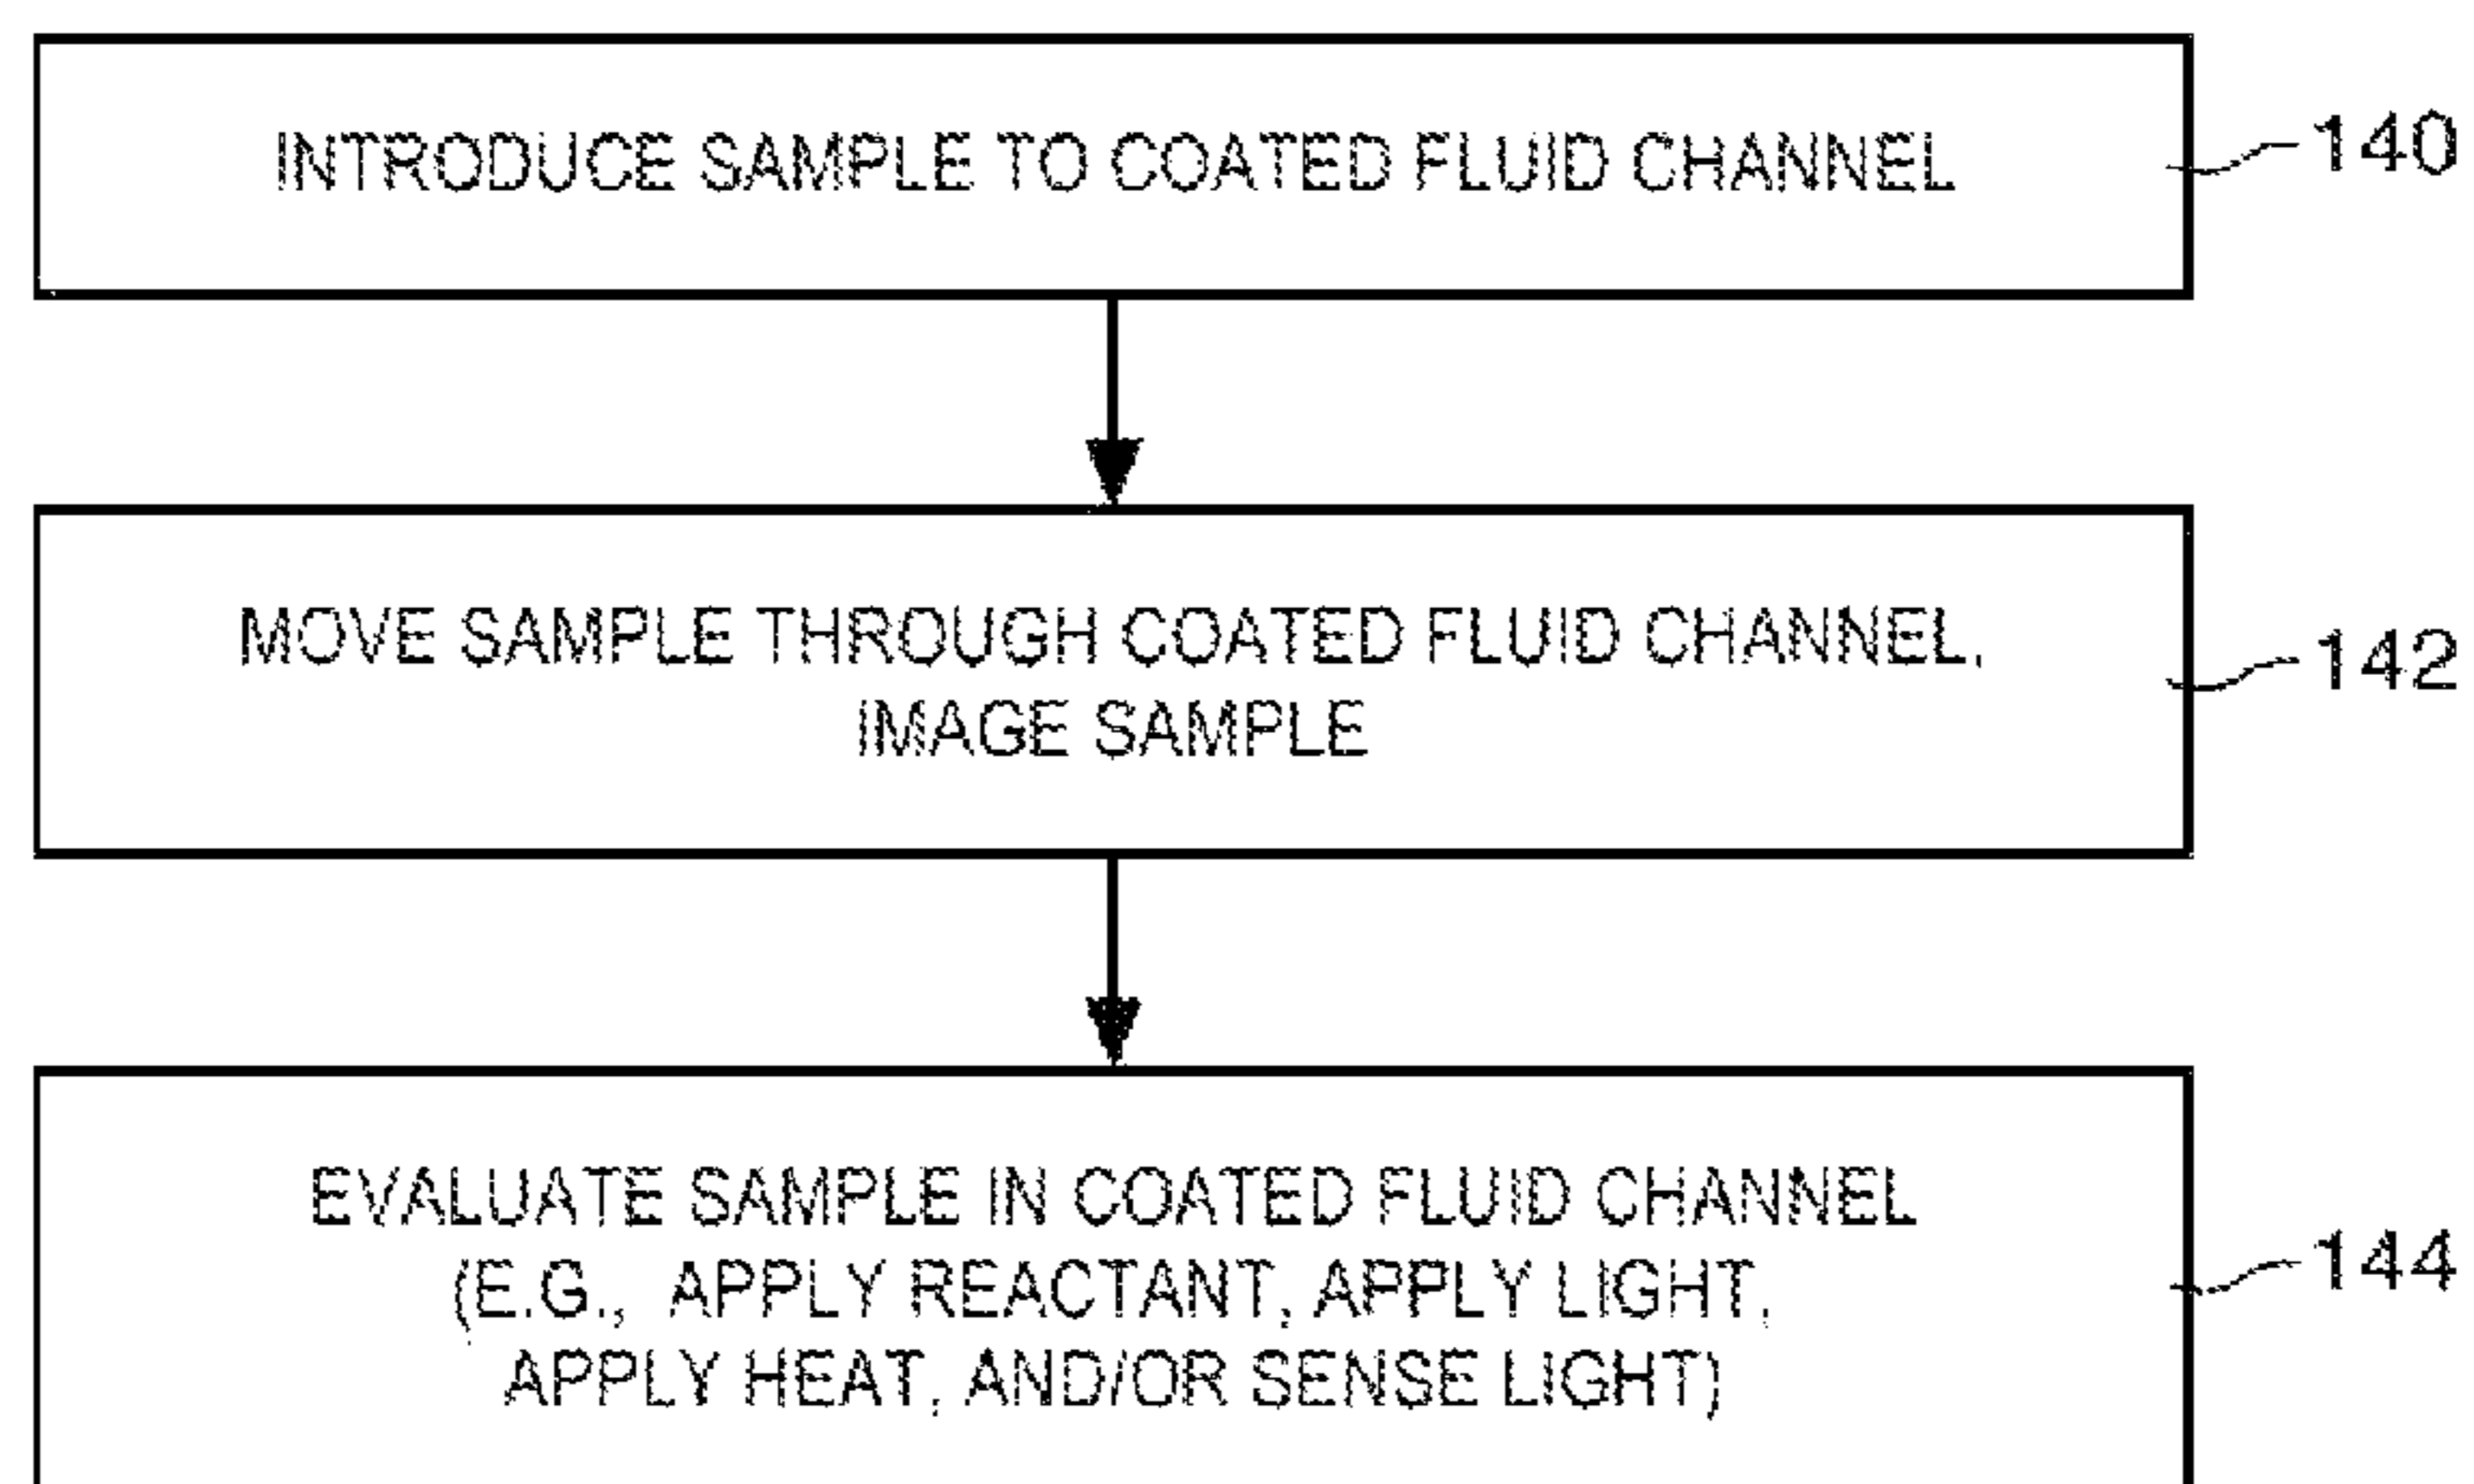 INTRODUCE SAMPLE TO COATED FLUID CHANNEL
140
MOVE SAMPLE THROUGH COATED FLUID CHANNEL,
IMAGE SAMPLE
142
EVALUATE SAMPLE IN COATED FLUID CHANNEL
(E.G., APPLY REACTANT, APPLY LIGHT,
APPLY HEAT, AND/OR SENSE LIGHT)
144